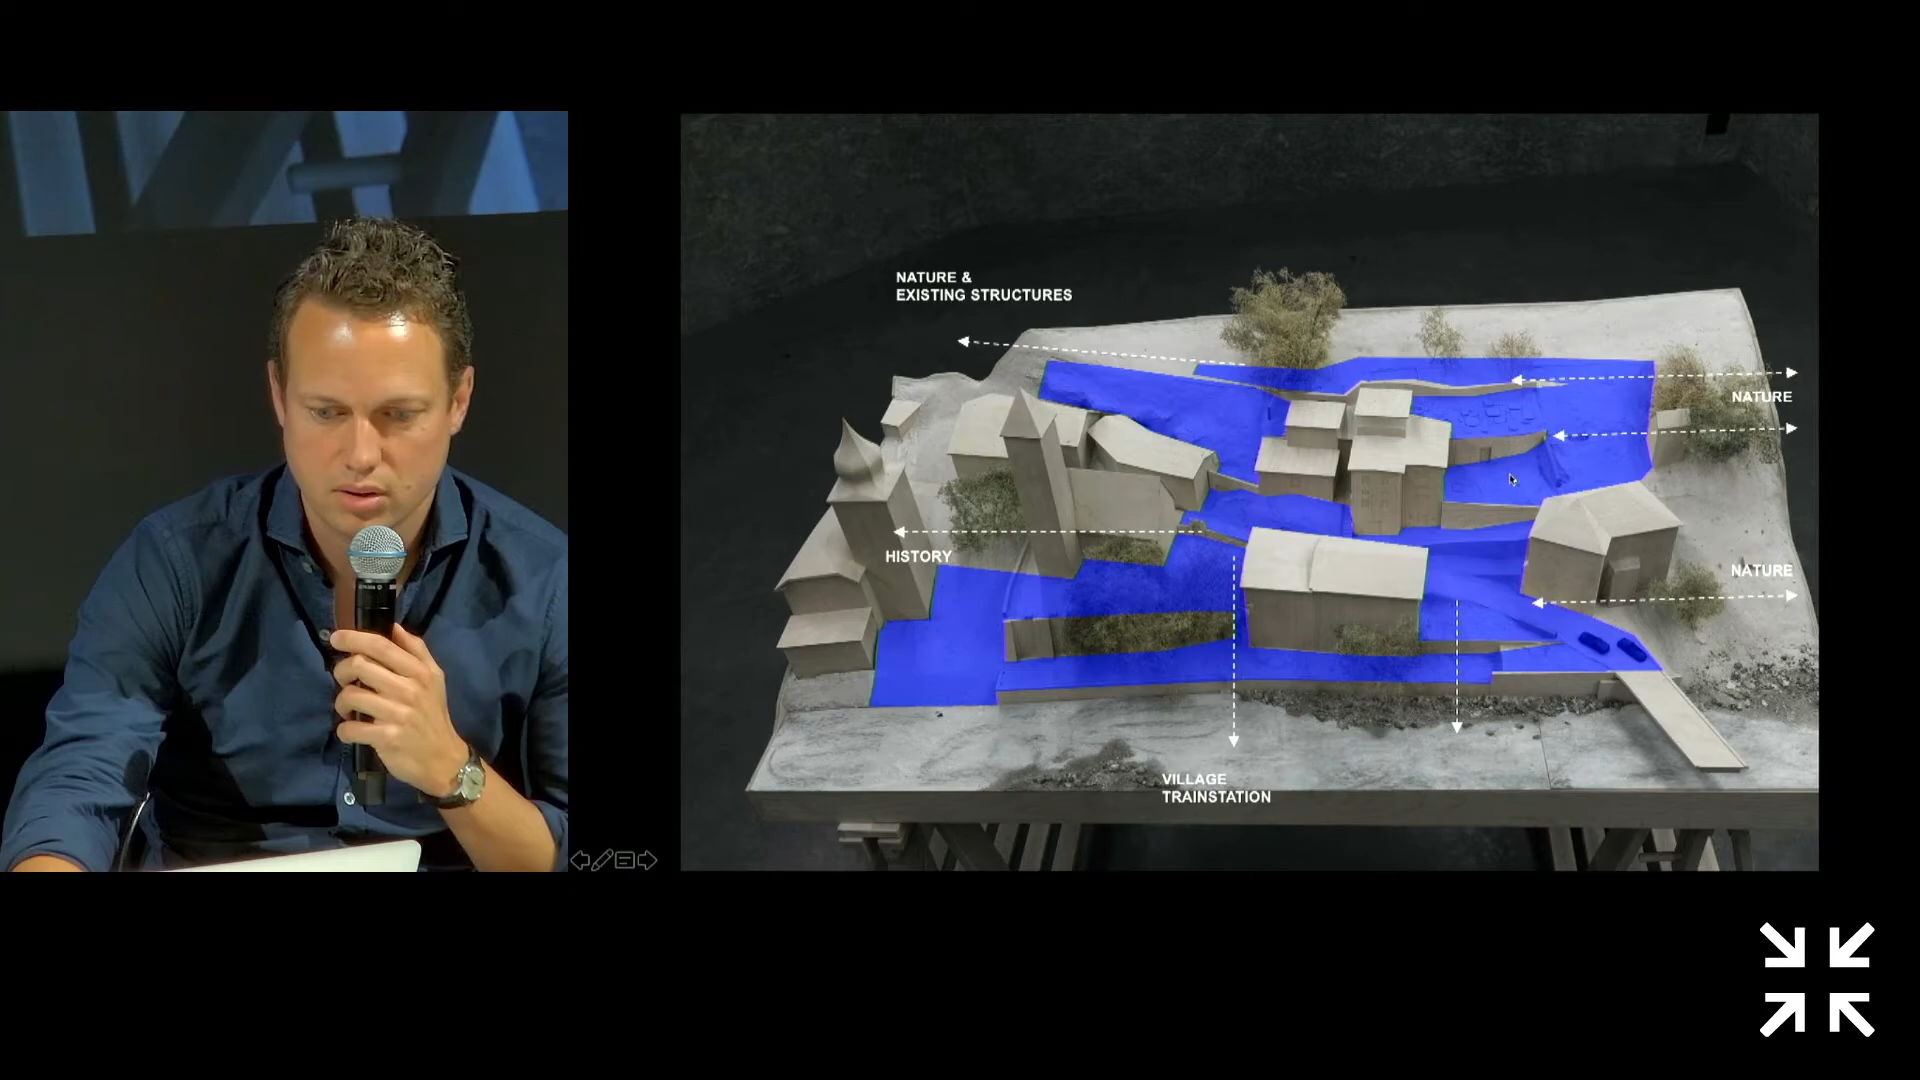 NATURE &
EXISTING STRUCTURES
NATURE
HISTORY
NATURE
VILLAGE
TRAINSTATION